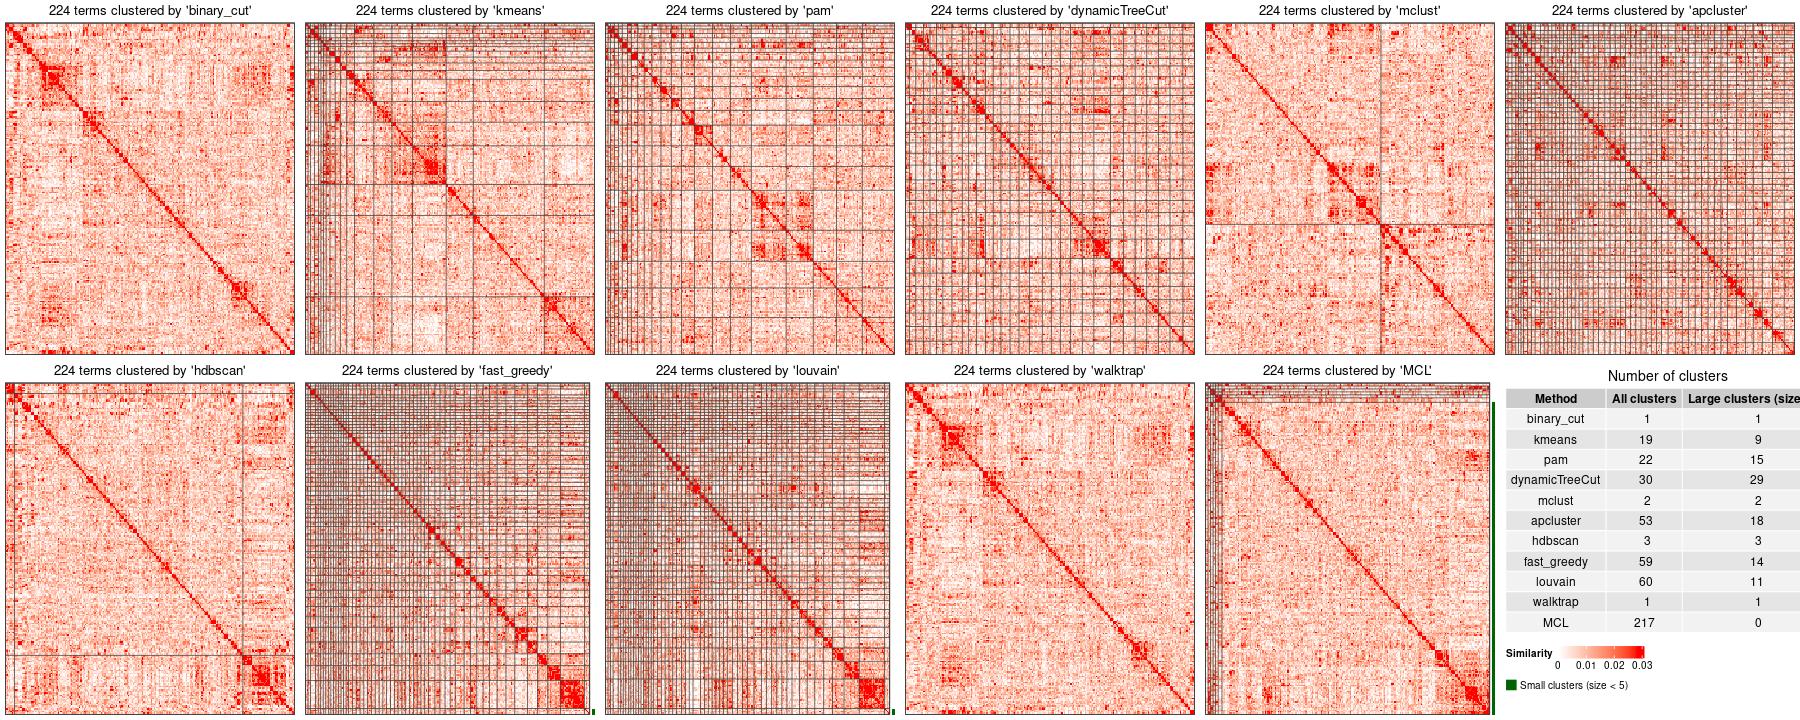 224 terms clustered by 'binary_cut'
224 terms clustered by 'kmeans'
224 terms clustered by 'pam'
224 terms clustered by 'dynamicTreeCut'
224 terms clustered by 'mclust'
224 terms clustered by 'apcluster'
224 terms clustered by 'hdbscan'
224 terms clustered by 'fast_greedy'
224 terms clustered by 'louvain'
224 terms clustered by 'walktrap'
224 terms clustered by 'MCL'
Number of clusters
Method All clusters Large clusters (size
binary_cut 1 1
kmeans 19 9
pam 22 15
dynamicTreeCut 30 29
mclust 2 2
apcluster 53 18
hdbscan 3 3
fast_greedy 59 14
louvain 60 11
walktrap 1 1
MCL 217 0
Similarity
0 0.01 0.02 0.03
Small clusters (size < 5)